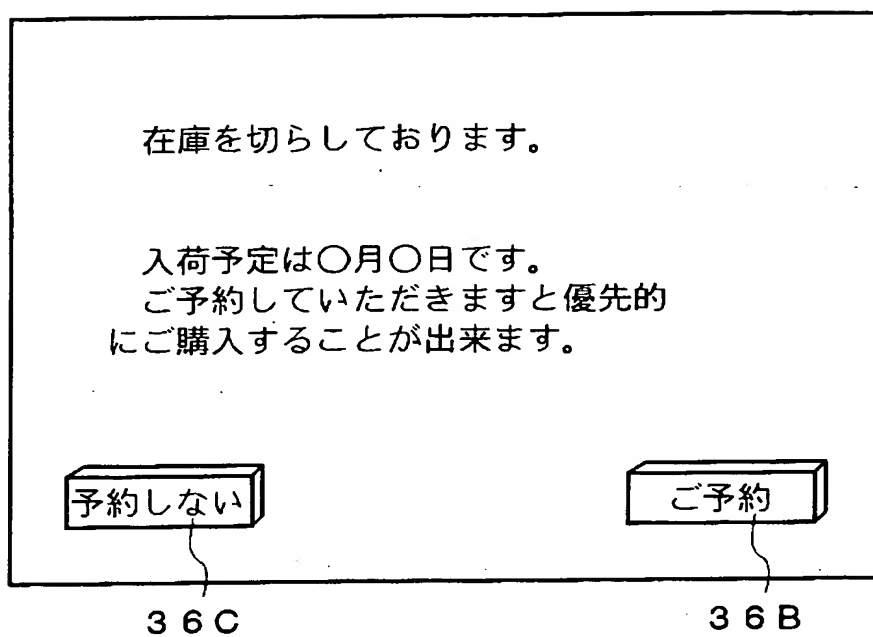 在庫を切らしております。
入荷予定は〇月〇日です。
ご予約していただきますと優先的
にご購入することが出来ます。
予約しない
ご予約
36C
36B